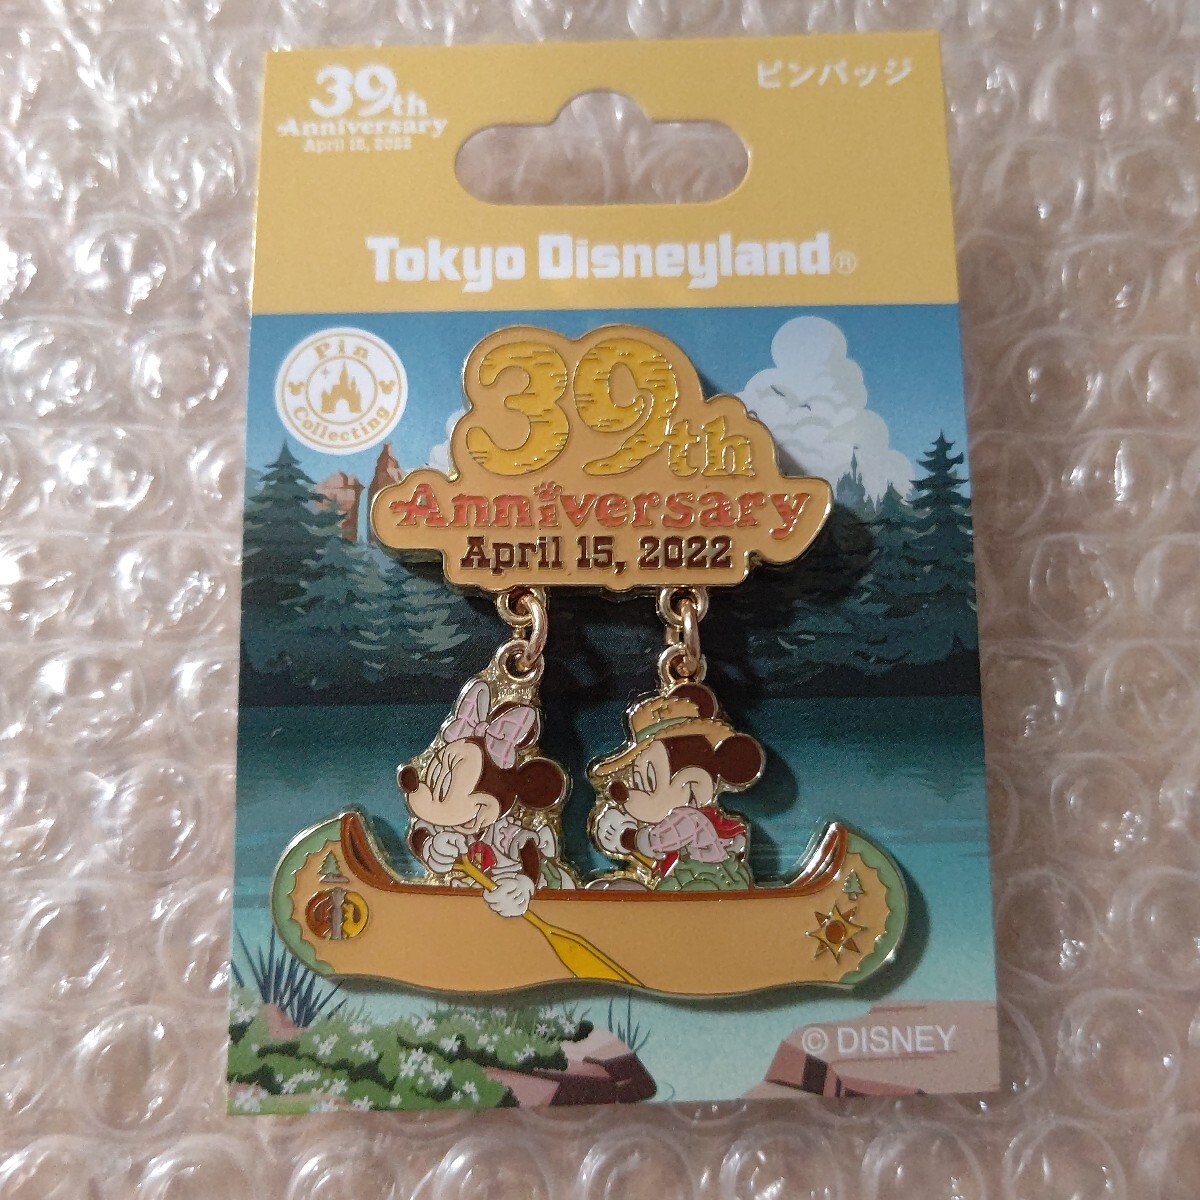 39th
Anniversary
April 15, 2022
ピンバッジ
Tokyo Disneyland®
Pin
Collecting
39th
Anniversary
April 15, 2022
© DISNEY